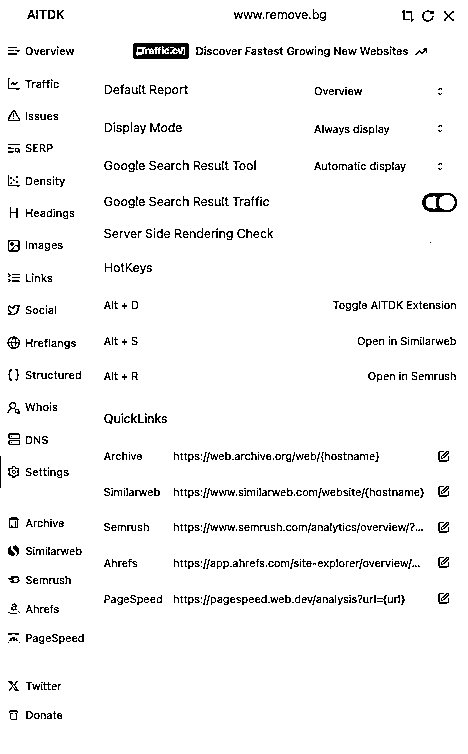 AITDK
www.remove.bg
Overview
Traffic
Issues
SERP
Density
Headings
Images
Links
Social
Hreflangs
Structured
Whois
DNS
Settings
Archive
Similarweb
Semrush
Ahrefs
PageSpeed
Twitter
Donate
Traffic.cv Discover Fastest Growing New Websites
Default Report Overview
Display Mode Always display
Google Search Result Tool Automatic display
Google Search Result Traffic
Server Side Rendering Check
HotKeys
Alt + D Toggle AITDK Extension
Alt + S Open in Similarweb
Alt + R Open in Semrush
QuickLinks
Archive https://web.archive.org/web/{hostname}
Similarweb https://www.similarweb.com/website/{hostname}
Semrush https://www.semrush.com/analytics/overview/?...
Ahrefs https://app.ahrefs.com/site-explorer/overview/...
PageSpeed https://pagespeed.web.dev/analysis?url={url}